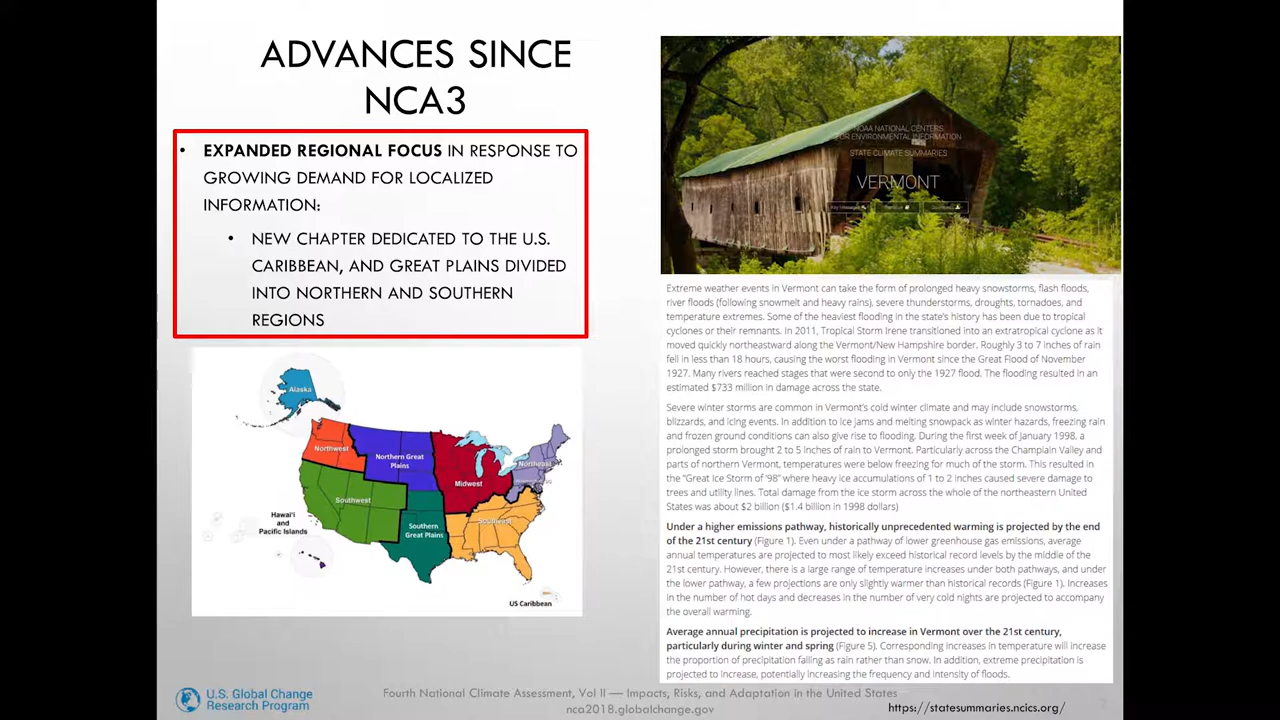 ADVANCES SINCE
NCA3
• EXPANDED REGIONAL FOCUS IN RESPONSE TO
GROWING DEMAND FOR LOCALIZED
INFORMATION:
• NEW CHAPTER DEDICATED TO THE U.S.
CARIBBEAN, AND GREAT PLAINS DIVIDED
INTO NORTHERN AND SOUTHERN
REGIONS
Alaska
Northwest
Northern Great
Plains
Midwest
Northeast
Southwest
Southern
Great Plains
Southeast
Hawai'i
and
Pacific Islands
US Caribbean
NOAA NATIONAL CENTERS
FOR ENVIRONMENTAL INFORMATION
STATE CLIMATE SUMMARIES
VERMONT
Key Messages
Extreme weather events in Vermont can take the form of prolonged heavy snowstorms, flash floods,
river floods (following snowmelt and heavy rains), severe thunderstorms, droughts, tornadoes, and
temperature extremes. Some of the heaviest flooding in the state's history has been due to tropical
cyclones or their remnants. In 2011, Tropical Storm Irene transitioned into an extratropical cyclone as it
moved quickly northeastward along the Vermont/New Hampshire border. Roughly 3 to 7 inches of rain
fell in less than 18 hours, causing the worst flooding in Vermont since the Great Flood of November
1927. Many rivers reached stages that were second to only the 1927 flood. The flooding resulted in an
estimated $733 million in damage across the state.
Severe winter storms are common in Vermont's cold winter climate and may include snowstorms,
blizzards, and icing events. In addition to ice jams and melting snowpack as winter hazards, freezing rain
and frozen ground conditions can also give rise to flooding. During the first week of January 1998, a
prolonged storm brought 2 to 5 inches of rain to Vermont. Particularly across the Champlain Valley and
parts of northern Vermont, temperatures were below freezing for much of the storm. This resulted in
the "Great Ice Storm of '98" where heavy ice accumulations of 1 to 2 inches caused severe damage to
trees and utility lines. Total damage from the ice storm across the whole of the northeastern United
States was about $2 billion ($1.4 billion in 1998 dollars)
Under a higher emissions pathway, historically unprecedented warming is projected by the end
of the 21st century (Figure 1). Even under a pathway of lower greenhouse gas emissions, average
annual temperatures are projected to most likely exceed historical record levels by the middle of the
21st century. However, there is a large range of temperature increases under both pathways, and under
the lower pathway, a few projections are only slightly warmer than historical records (Figure 1). Increases
in the number of hot days and decreases in the number of very cold nights are projected to accompany
the overall warming.
Average annual precipitation is projected to increase in Vermont over the 21st century,
particularly during winter and spring (Figure 5). Corresponding increases in temperature will increase
the proportion of precipitation falling as rain rather than snow. In addition, extreme precipitation is
projected to increase, potentially increasing the frequency and intensity of floods.
U.S. Global Change
Research Program
Fourth National Climate Assessment, Vol II — Impacts, Risks, and Adaptation in the United States
nca2018.globalchange.gov
https://statesummaries.ncics.org/